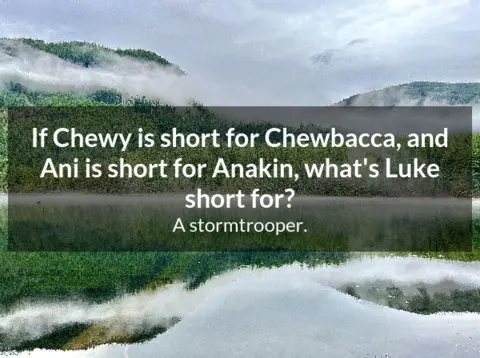 If Chewy is short for Chewbacca, and
Ani is short for Anakin, what's Luke
short for?
A stormtrooper.